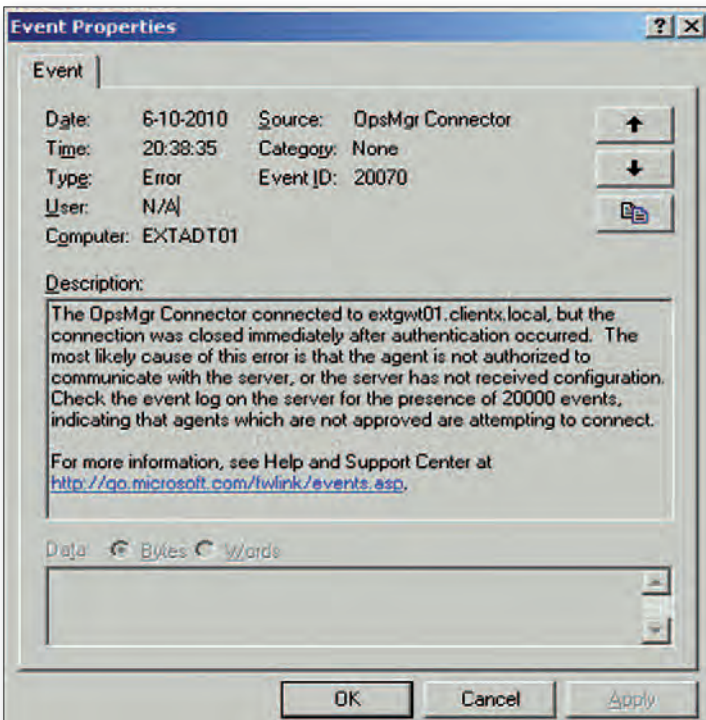 Event Properties
Event
Date: 6-10-2010 Source: OpsMgr Connector
Time: 20:38:35 Category: None
Type: Error Event ID: 20070
User: N/A
Computer: EXTADT01
Description:
The OpsMgr Connector connected to extgwt01.clientx.local, but the
connection was closed immediately after authentication occurred. The
most likely cause of this error is that the agent is not authorized to
communicate with the server, or the server has not received configuration.
Check the event log on the server for the presence of 20000 events,
indicating that agents which are not approved are attempting to connect.
For more information, see Help and Support Center at
http://go.microsoft.com/fwlink/events.asp.
Data: Bytes Words
OK Cancel Apply